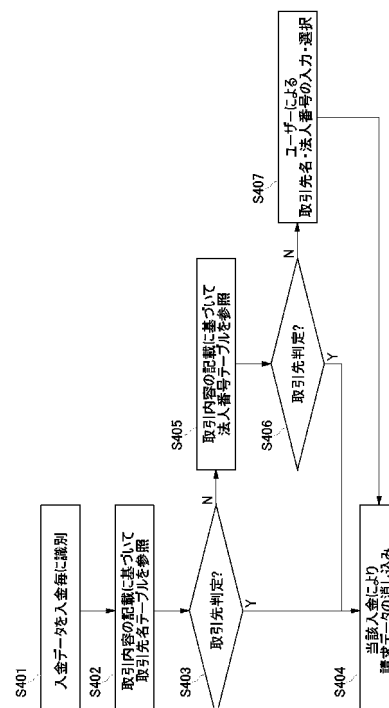 S401
入金データを入金毎に識別
S402
取引内容の記載に基づいて
取引先名テーブルを参照
S403
取引先判定?
N
Y
S405
取引内容の記載に基づいて
法人番号テーブルを参照
S406
取引先判定?
N
Y
S407
ユーザーによる
取引先名・法人番号の入力・選択
S404
当該入金により
請求データの消し込み